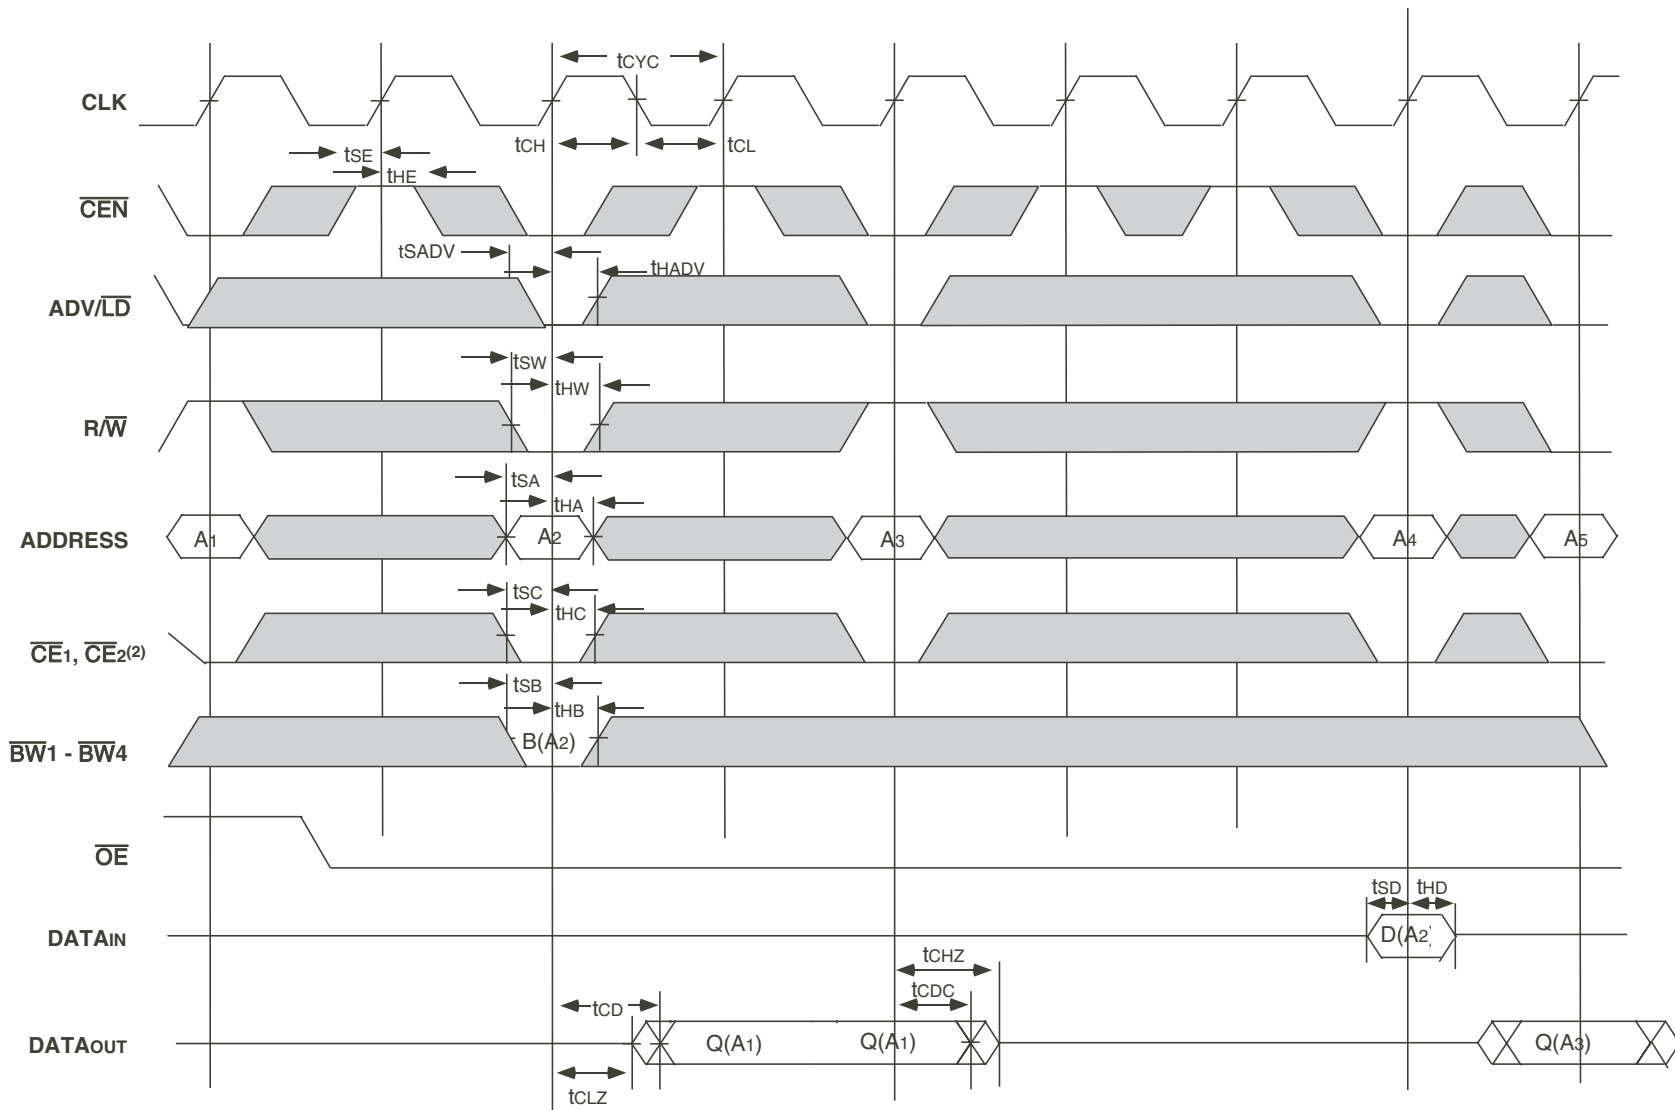 tCYC
CLK
tCH
tCL
tSE
tHE
CEN
tSADV
tHADV
ADV/LD
tSW
tHW
R/W
tSA
tHA
ADDRESS
A1
A2
A3
A4
A5
tSC
tHC
CE1, CE2(2)
tSB
tHB
BW1 - BW4
B(A2)
OE
tSD
tHD
DATAIN
D(A2)
tCHZ
tCDC
tCD
DATAOUT
Q(A1)
Q(A1)
Q(A3)
tCLZ